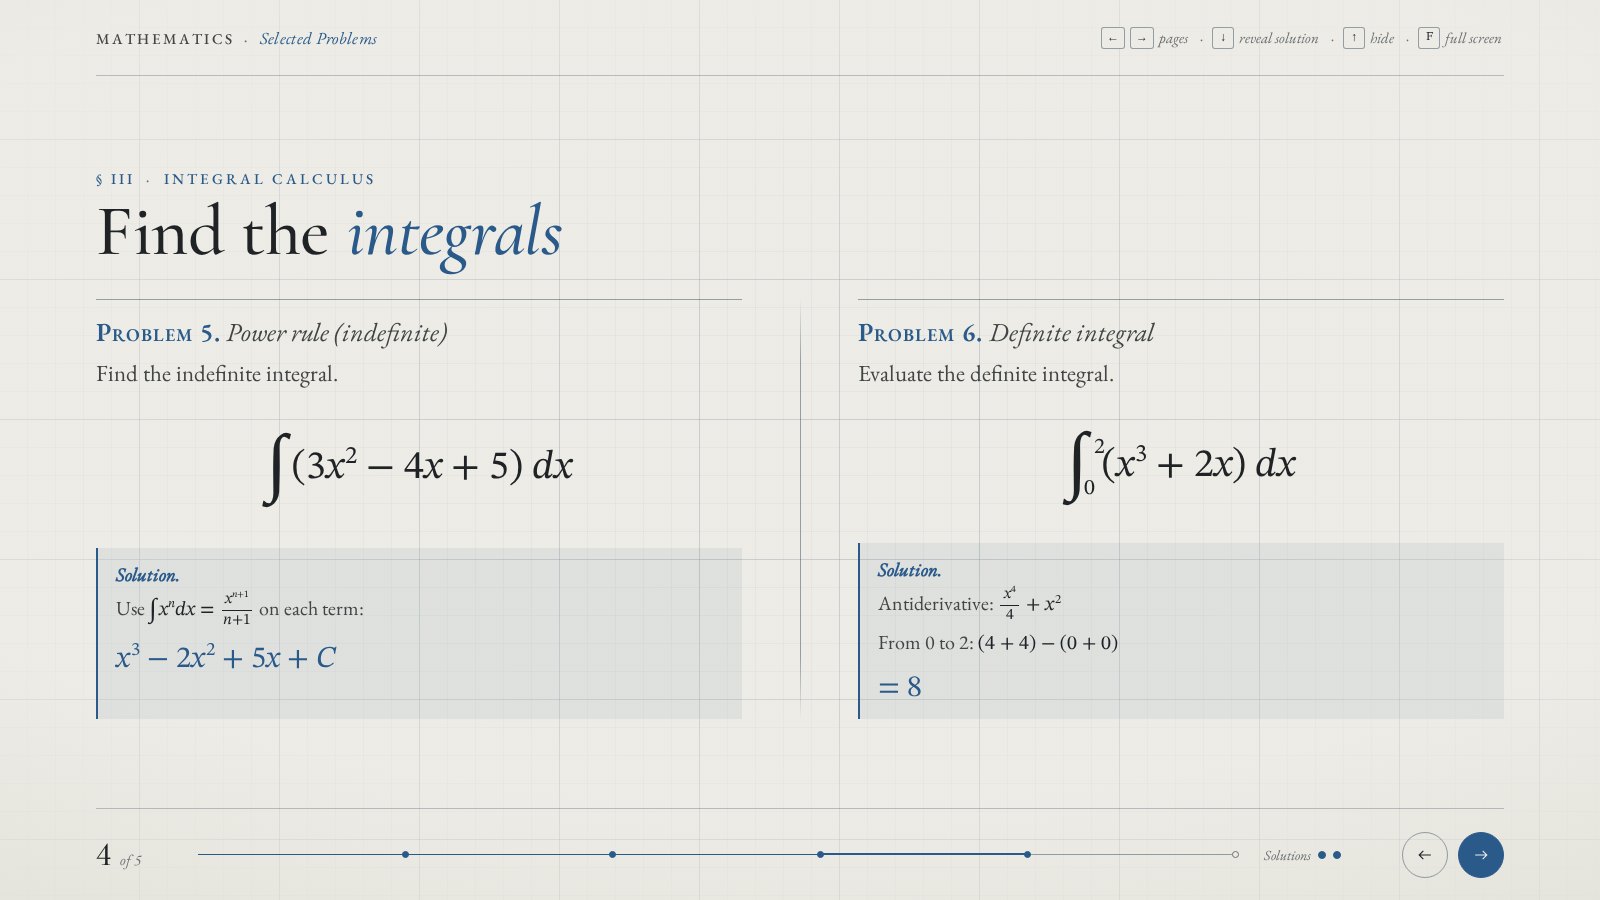 MATHEMATICS · Selected Problems
← → pages · ↓ reveal solution · ↑ hide · F full screen
§ III · INTEGRAL CALCULUS
Find the integrals
PROBLEM 5. Power rule (indefinite)
Find the indefinite integral.
∫(3x² − 4x + 5) dx
Solution.
Use ∫xⁿdx = xⁿ⁺¹/n+1 on each term:
x³ − 2x² + 5x + C
PROBLEM 6. Definite integral
Evaluate the definite integral.
∫₀²(x³ + 2x) dx
Solution.
Antiderivative: x⁴/4 + x²
From 0 to 2: (4 + 4) − (0 + 0)
= 8
4 of 5
Solutions
← →